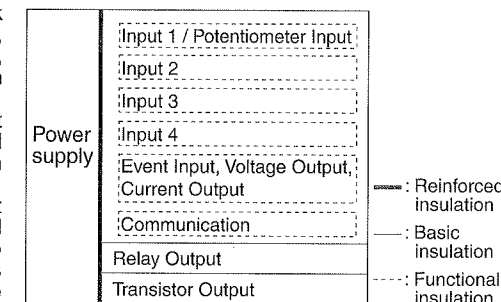 Input 1 / Potentiometer Input
Input 2
Input 3
Input 4
Power
supply
Event Input, Voltage Output,
Current Output
Communication
Relay Output
Transistor Output
: Reinforced
insulation
: Basic
insulation
: Functional
insulation